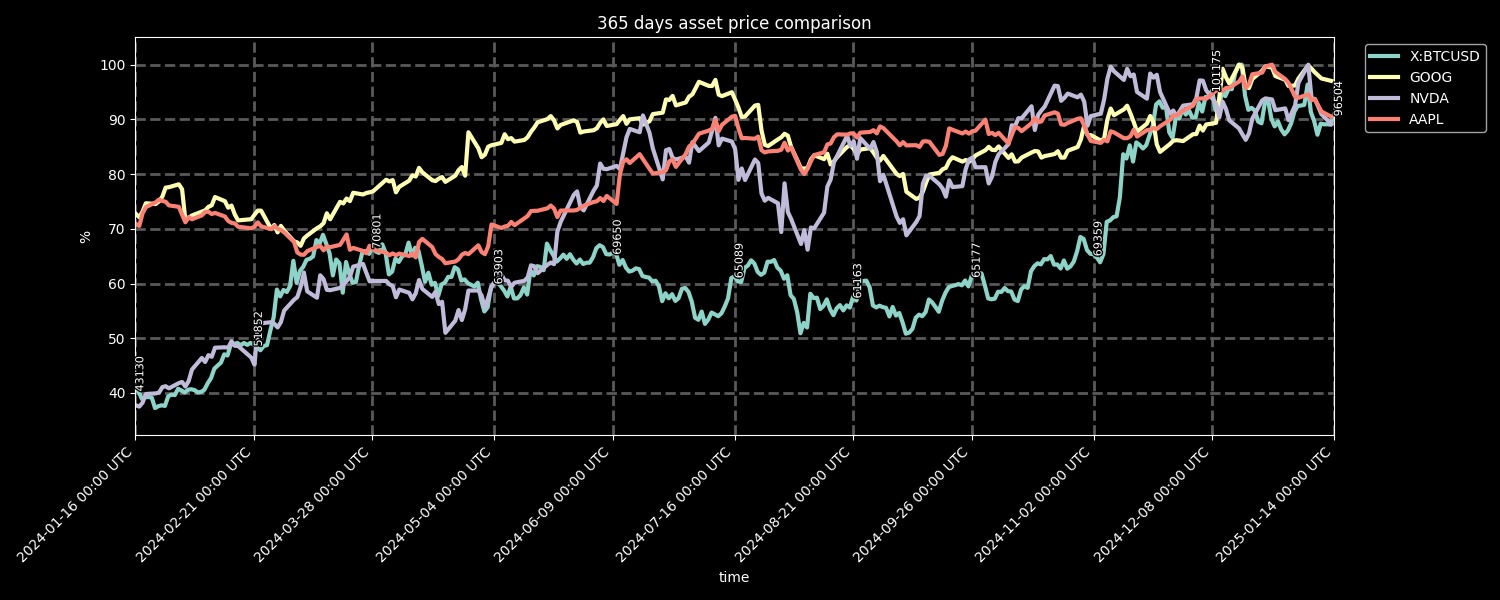 365 days asset price comparison
X:BTCUSD
GOOG
NVDA
AAPL
%
100
90
80
70
60
50
40
43130
51852
70801
63903
69650
65089
61163
65177
69359
101175
96504
2024-01-16 00:00 UTC
2024-02-21 00:00 UTC
2024-03-28 00:00 UTC
2024-05-04 00:00 UTC
2024-06-09 00:00 UTC
2024-07-16 00:00 UTC
2024-08-21 00:00 UTC
2024-09-26 00:00 UTC
2024-11-02 00:00 UTC
2024-12-08 00:00 UTC
2025-01-14 00:00 UTC
time